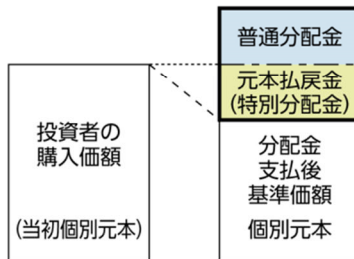 普通分配金
元本払戻金
(特別分配金)
投資者の
購入価額
(当初個別元本)
分配金
支払後
基準価額
個別元本